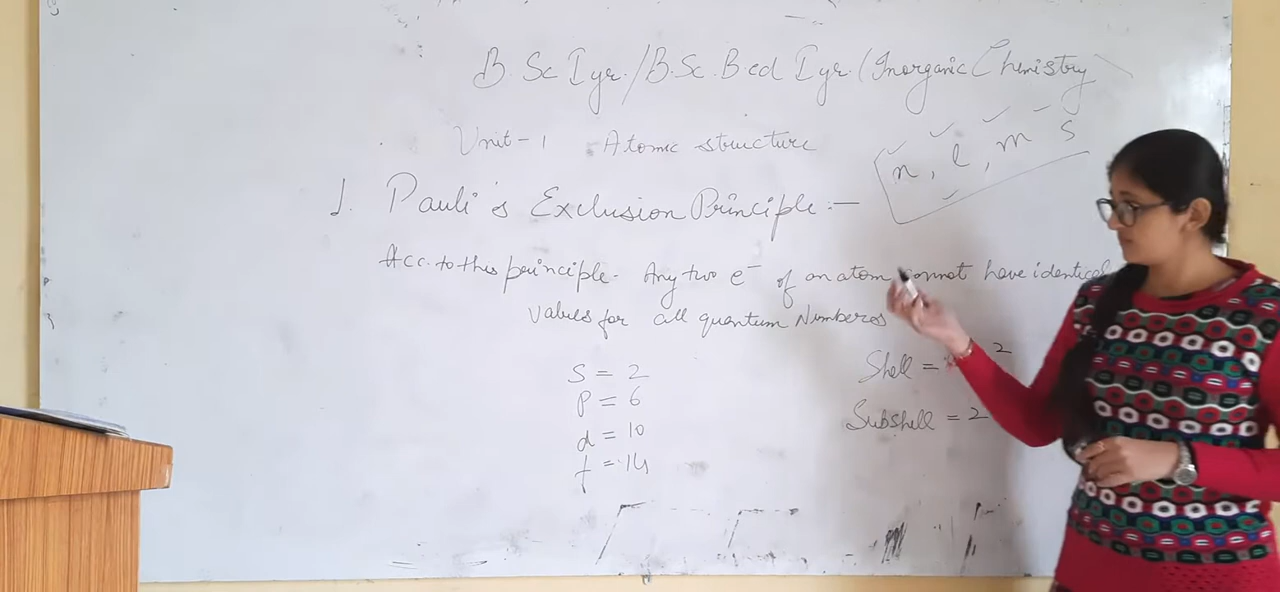 B.Sc I yr./B.Sc.B.ed I yr.(Inorganic Chemistry
Unit-1 Atomic structure
n, l, m s
1. Pauli's Exclusion Principle:-
Acc. to this principle. Any two e⁻ of an atom cannot have identical
values for all quantum Numbers
S = 2
p = 6
d = 10
f = 14
Shell = 2
Subshell = 2